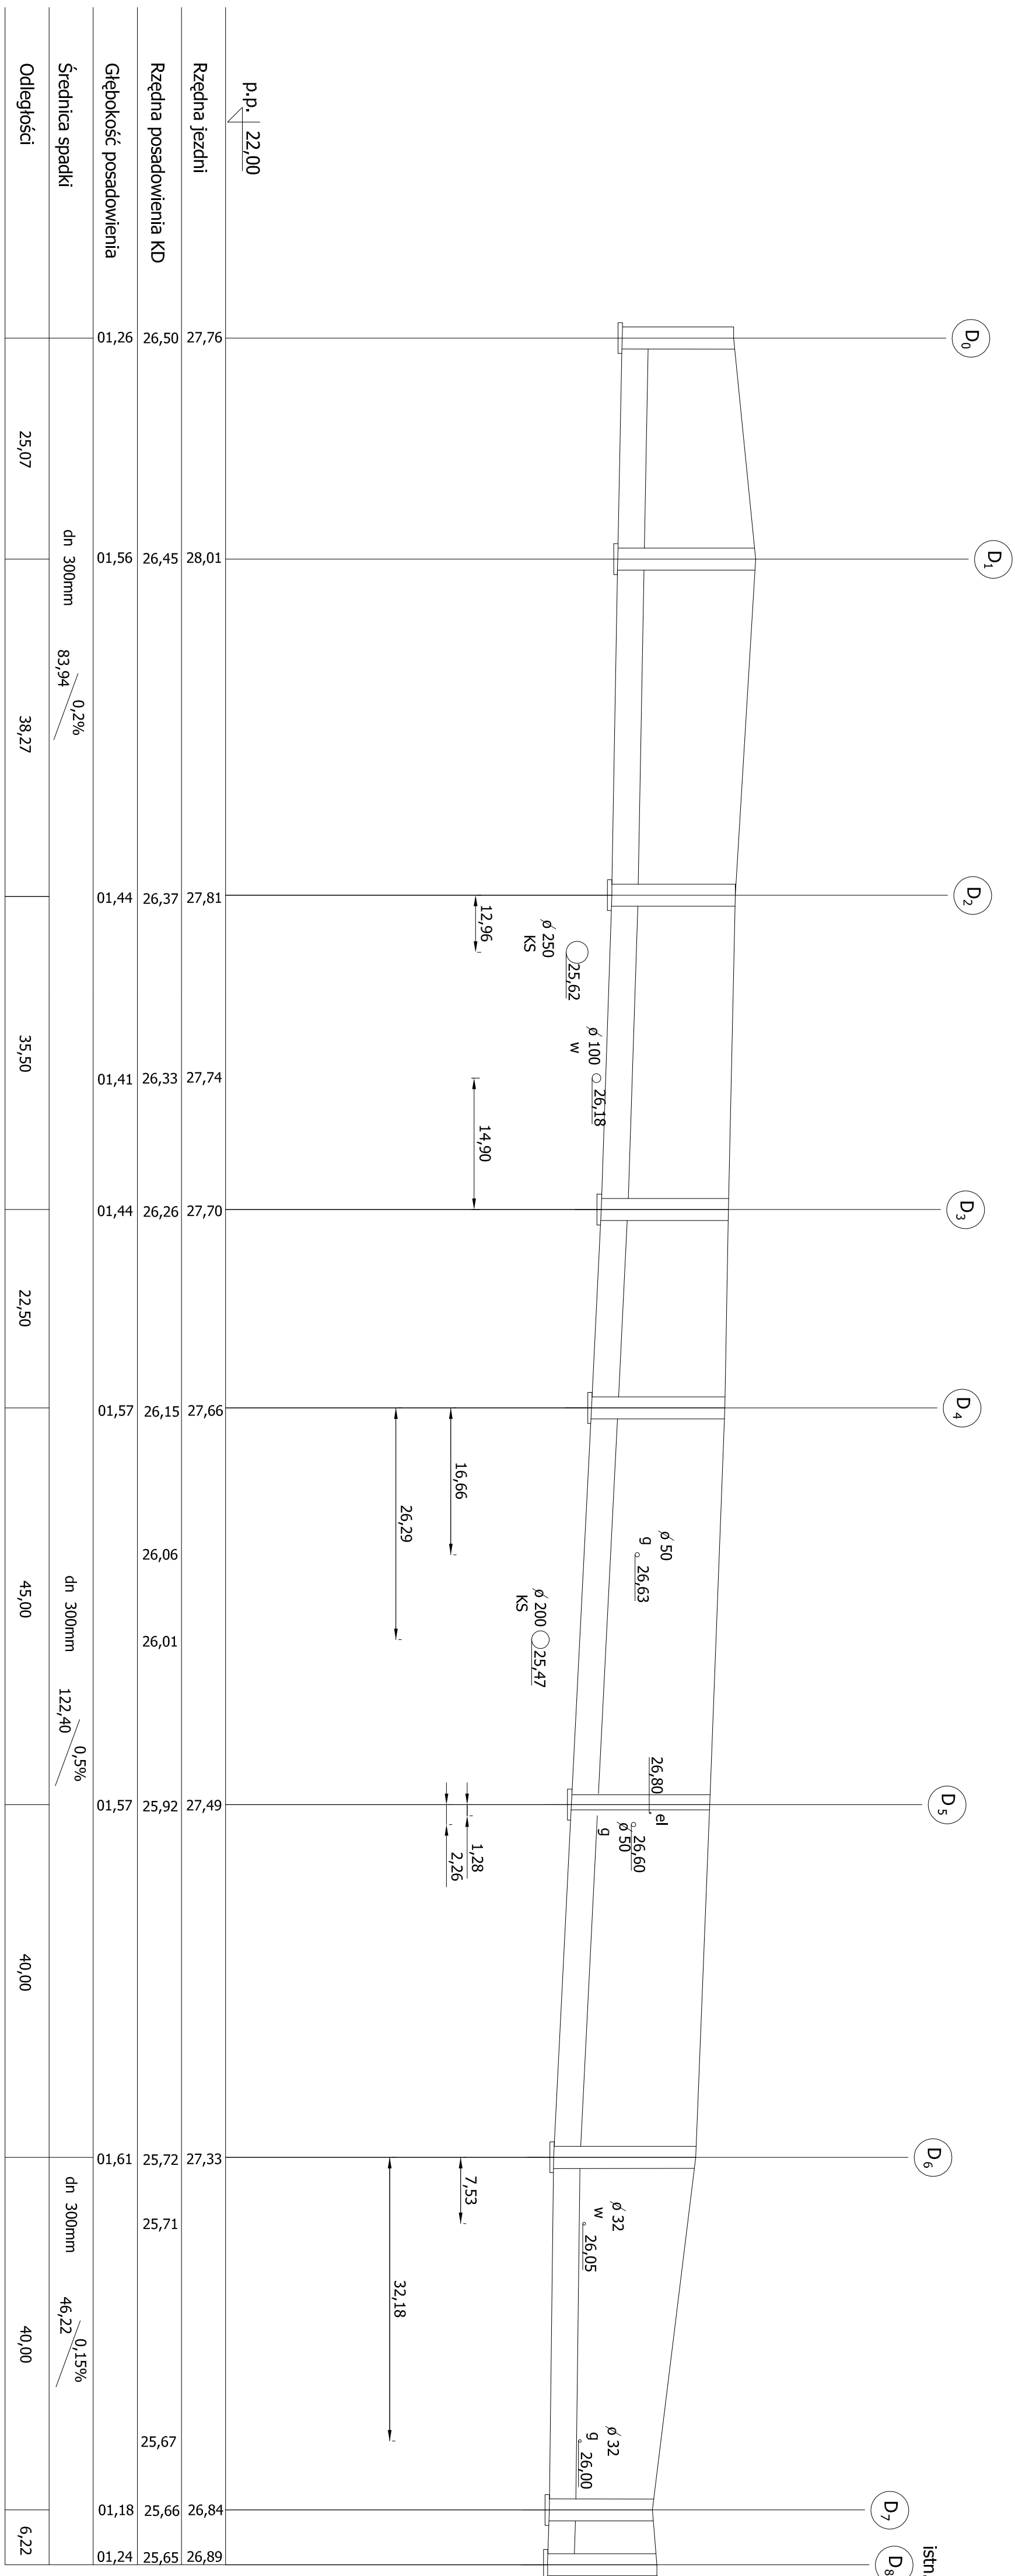 D0
D1
D2
D3
D4
D5
D6
D7
istn.
D8
ø 250
KS
25,62
ø 100
w
26,18
12,96
14,90
ø 50
g
26,63
ø 200
KS
25,47
16,66
26,29
26,80
el
26,60
ø 50
g
1,28
2,26
ø 32
w
26,05
ø 32
g
26,00
7,53
32,18
p.p. 22,00
Rzędna jezdni 27,76 28,01 27,81 27,74 27,70 27,66 27,49 27,33 26,84 26,89
Rzędna posadowienia KD 26,50 26,45 26,37 26,33 26,26 26,15 26,06 26,01 25,92 25,72 25,71 25,67 25,66 25,65
Głębokość posadowienia 01,26 01,56 01,44 01,41 01,44 01,57 01,57 01,61 01,18 01,24
Średnica spadki dn 300mm 83,94 0,2% dn 300mm 122,40 0,5% dn 300mm 46,22 0,15%
Odległości 25,07 38,27 35,50 22,50 45,00 40,00 40,00 6,22